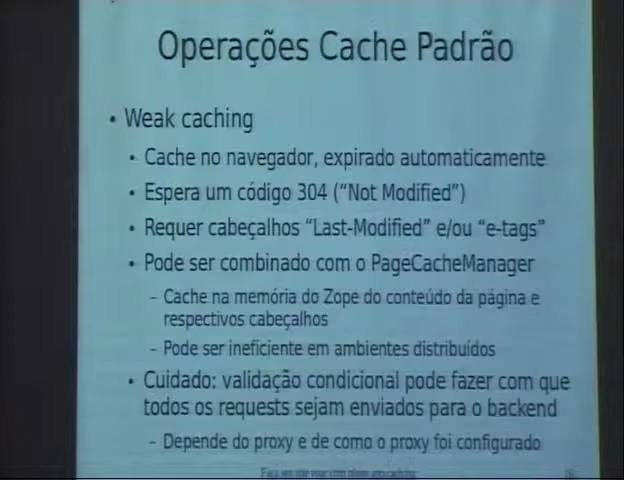 Operações Cache Padrão
• Weak caching
• Cache no navegador, expirado automaticamente
• Espera um código 304 (“Not Modified”)
• Requer cabeçalhos “Last-Modified” e/ou “e-tags”
• Pode ser combinado com o PageCacheManager
– Cache na memória do Zope do conteúdo da página e
respectivos cabeçalhos
– Pode ser ineficiente em ambientes distribuídos
• Cuidado: validação condicional pode fazer com que
todos os requests sejam enviados para o backend
– Depende do proxy e de como o proxy foi configurado